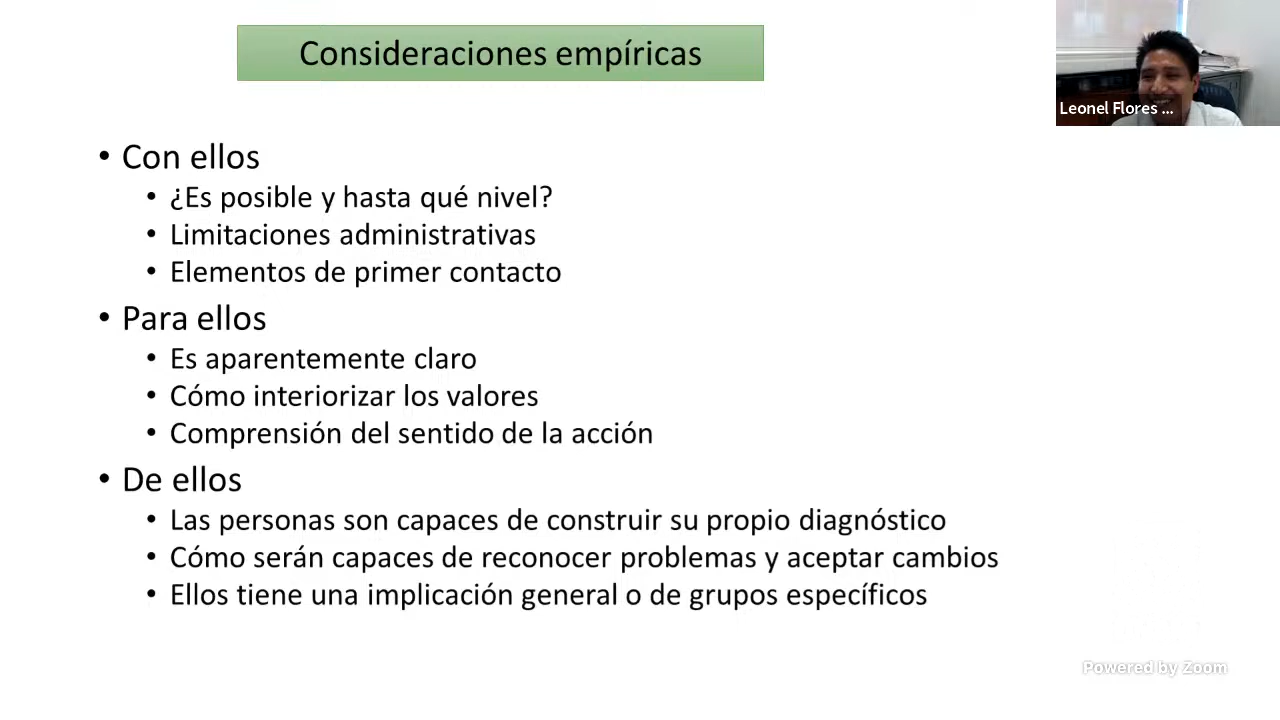 Consideraciones empíricas
Leonel Flores ...
• Con ellos
• ¿Es posible y hasta qué nivel?
• Limitaciones administrativas
• Elementos de primer contacto
• Para ellos
• Es aparentemente claro
• Cómo interiorizar los valores
• Comprensión del sentido de la acción
• De ellos
• Las personas son capaces de construir su propio diagnóstico
• Cómo serán capaces de reconocer problemas y aceptar cambios
• Ellos tiene una implicación general o de grupos específicos
Powered by Zoom